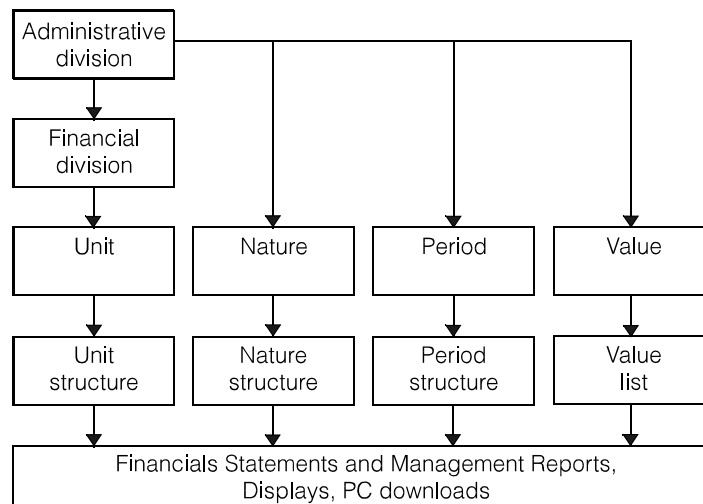 Administrative
division
Financial
division
Unit
Nature
Period
Value
Unit
structure
Nature
structure
Period
structure
Value
list
Financials Statements and Management Reports,
Displays, PC downloads